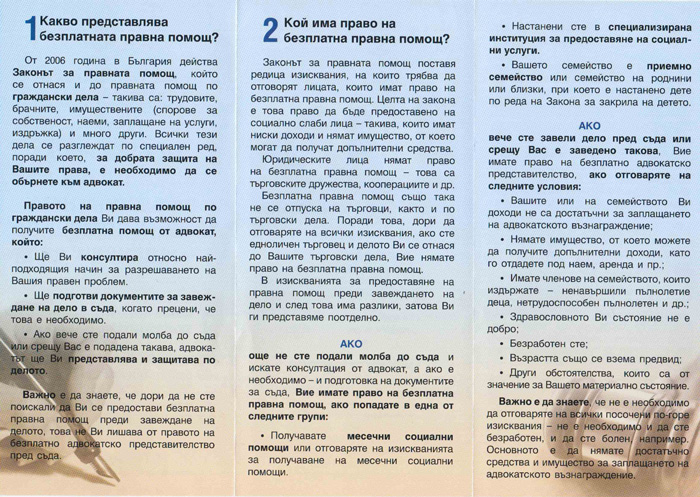 1 Какво представлява
безплатната правна помощ?
От 2006 година в България действа
Законът за правната помощ, който
се отнася и до правната помощ по
граждански дела – такива са: трудовите,
брачните, имуществените (спорове за
собственост, наеми, заплащане на услуги,
издръжка) и много други. Всички тези
дела се разглеждат по специален ред,
поради което, за добрата защита на
Вашите права, е необходимо да се
обърнете към адвокат.
Правото на правна помощ по
граждански дела Ви дава възможност да
получите безплатна помощ от адвокат,
който:
• Ще Ви консултира относно най-
подходящия начин за разрешаването на
Вашия правен проблем.
• Ще подготви документите за завеж-
дане на дело в съда, когато прецени, че
това е необходимо.
• Ако вече сте подали молба до съда
или срещу Вас е подадена такава, адвока-
тът ще Ви представлява и защитава по
делото.
Важно е да знаете, че дори да не сте
поискали да Ви се предостави безплатна
правна помощ преди завеждане на
делото, това не Ви лишава от правото на
безплатно адвокатско представителство
пред съда.
2 Кой има право на
безплатна правна помощ?
Законът за правната помощ поставя
редица изисквания, на които трябва да
отговарят лицата, които имат право на
безплатна правна помощ. Целта на закона
е това право да бъде предоставено на
социално слаби лица – такива, които имат
ниски доходи и нямат имущество, от което
могат да получат допълнителни средства.
Юридическите лица нямат право
на безплатна правна помощ – това са
търговските дружества, кооперациите и др.
Безплатна правна помощ също така
не се отпуска на търговци, както и по
търговски дела. Поради това, дори да
отговаряте на всички изисквания, ако сте
едноличен търговец и делото Ви се отнася
до Вашите търговски дела, Вие нямате
право на безплатна правна помощ.
В изискванията за предоставяне на
правна помощ преди завеждането на
дело и след това има разлики, затова Ви
ги представяме поотделно.
АКО
още не сте подали молба до съда и
искате консултация от адвокат, а ако е
необходимо – и подготовка на документите
за съда, Вие имате право на безплатна
правна помощ, ако попадате в една от
следните групи:
• Получавате месечни социални
помощи или отговаряте на изискванията
за получаване на месечни социални
помощи.
• Настанени сте в специализирана
институция за предоставяне на социал-
ни услуги.
• Вашето семейство е приемно
семейство или семейство на роднини
или близки, при което е настанено дете
по реда на Закона за закрила на детето.
АКО
вече сте завели дело пред съда или
срещу Вас е заведено такова, Вие
имате право на безплатно адвокатско
представителство, ако отговаряте на
следните условия:
• Вашите или на семейството Ви
доходи не са достатъчни за заплащането
на адвокатското възнаграждение;
• Нямате имущество, от което можете
да получите допълнителни доходи, като
го отдадете под наем, аренда и пр.;
• Имате членове на семейството, които
издържате – ненавършили пълнолетие
деца, нетрудоспособен пълнолетен и др.;
• Здравословното Ви състояние не е
добро;
• Безработен сте;
• Възрастта също се взема предвид;
• Други обстоятелства, които са от
значение за Вашето материално състояние.
Важно е да знаете, че не е необходимо
да отговаряте на всички посочени по-горе
изисквания – не е необходимо и да сте
безработен, и да сте болен, например.
Основното е да нямате достатъчно
средства и имущество за заплащането на
адвокатското възнаграждение.